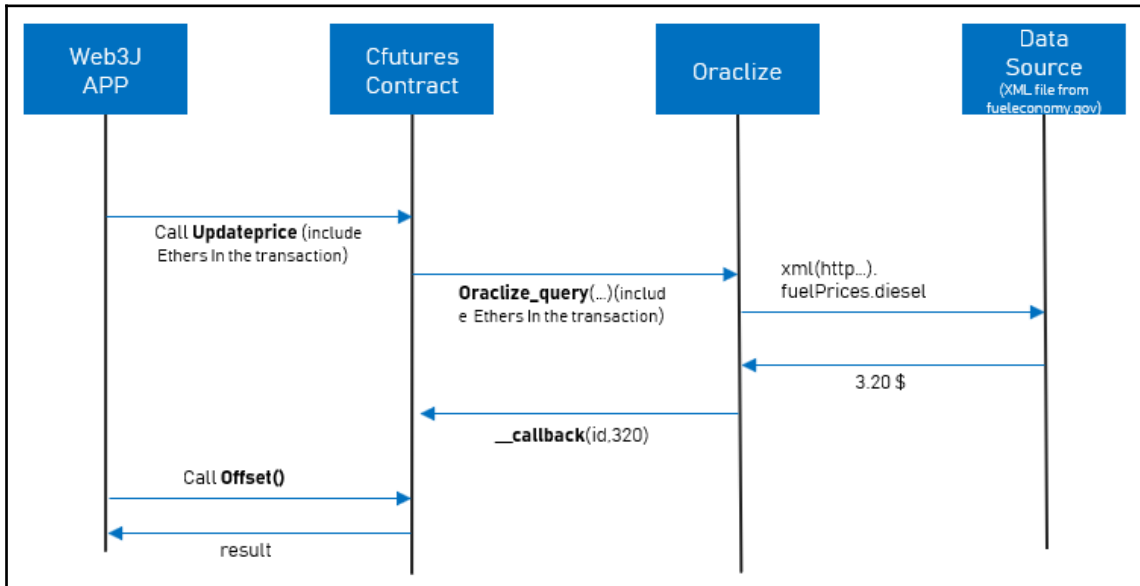 Web3J
APP
Cfutures
Contract
Oraclize
Data
Source
(XML file from
fueleconomy.gov)
Call Updateprice (include
Ethers In the transaction)
Oraclize_query(...)(includ
e Ethers In the transaction)
xml(http...).
fuelPrices.diesel
3.20 $
__callback(id,320)
Call Offset()
result